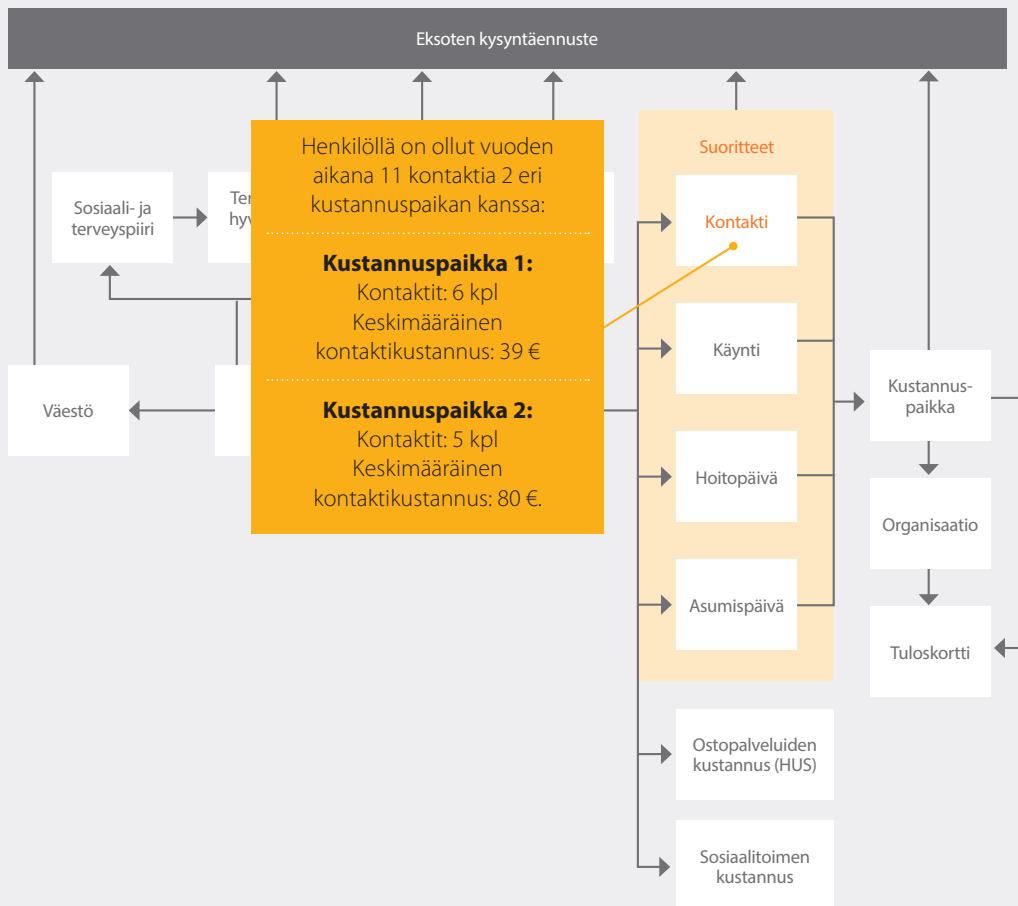 Eksoten kysyntäennuste
Sosiaali- ja
terveyspiiri
Henkilöllä on ollut vuoden
aikana 11 kontaktia 2 eri
kustannuspaikan kanssa:
Kustannuspaikka 1:
Kontaktit: 6 kpl
Keskimääräinen
kontaktikustannus: 39 €
Kustannuspaikka 2:
Kontaktit: 5 kpl
Keskimääräinen
kontaktikustannus: 80 €.
Väestö
Suoritteet
Kontakti
Käynti
Hoitopäivä
Asumispäivä
Ostopalveluiden
kustannus (HUS)
Sosiaalitoimen
kustannus
Kustannus-
paikka
Organisaatio
Tuloskortti